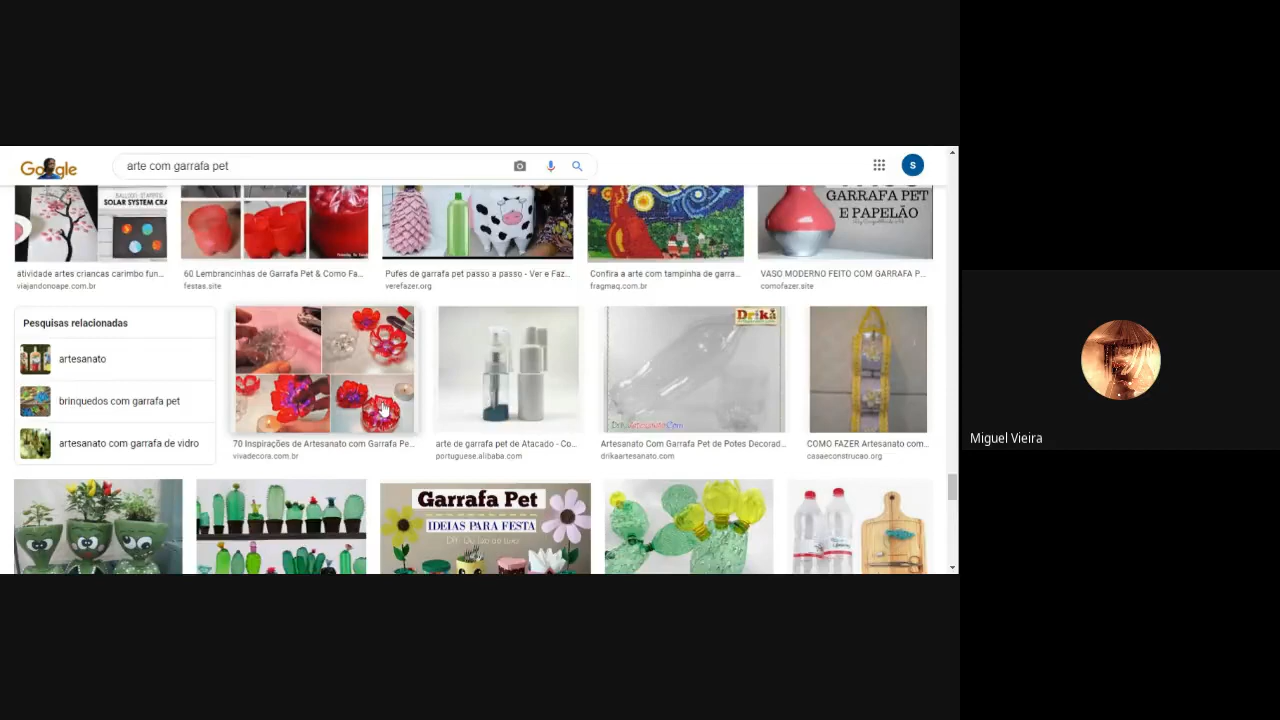 Google
arte com garrafa pet
S
SOLAR SYSTEM CRA
GARRAFA PET
E PAPELÃO
atividade artes criancas carimbo fun...
viajandonoape.com.br
60 Lembrancinhas de Garrafa Pet & Como Fa...
festas.site
Pufes de garrafa pet passo a passo - Ver e Faz...
verefazer.org
Confira a arte com tampinha de garra...
fragmaq.com.br
VASO MODERNO FEITO COM GARRAFA P...
comofazer.site
Pesquisas relacionadas
artesanato
brinquedos com garrafa pet
artesanato com garrafa de vidro
Drika
70 Inspirações de Artesanato com Garrafa Pe...
vivadecora.com.br
arte de garrafa pet de Atacado - Co...
portuguese.alibaba.com
Artesanato Com Garrafa Pet de Potes Decorad...
drikaartesanato.com
COMO FAZER Artesanato com...
casaeconstrucao.org
Garrafa Pet
IDEIAS PARA FESTA
Miguel Vieira